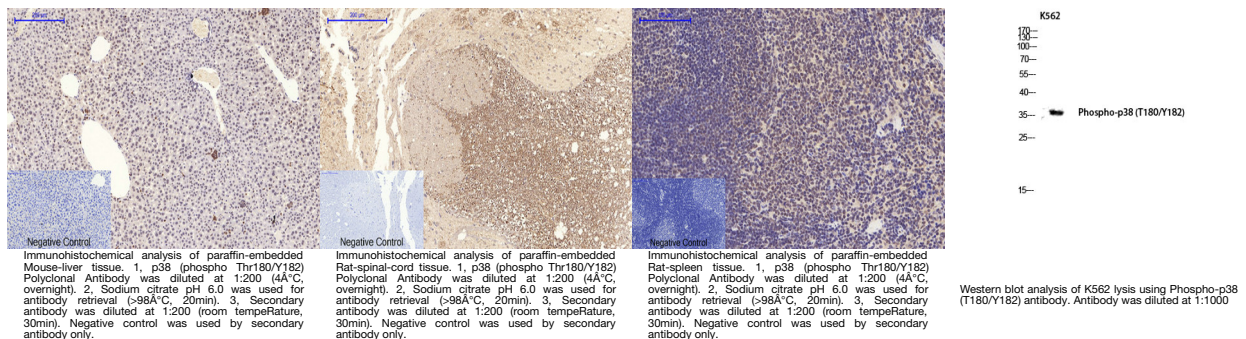 200 µm
Negative Control
Immunohistochemical analysis of paraffin-embedded
Mouse-liver tissue. 1, p38 (phospho Thr180/Y182)
Polyclonal Antibody was diluted at 1:200 (4Â°C,
overnight). 2, Sodium citrate pH 6.0 was used for
antibody retrieval (>98Â°C, 20min). 3, Secondary
antibody was diluted at 1:200 (room tempeRature,
30min). Negative control was used by secondary
antibody only.
Negative Control
Immunohistochemical analysis of paraffin-embedded
Rat-spinal-cord tissue. 1, p38 (phospho Thr180/Y182)
Polyclonal Antibody was diluted at 1:200 (4Â°C,
overnight). 2, Sodium citrate pH 6.0 was used for
antibody retrieval (>98Â°C, 20min). 3, Secondary
antibody was diluted at 1:200 (room tempeRature,
30min). Negative control was used by secondary
antibody only.
Negative Control
Immunohistochemical analysis of paraffin-embedded
Rat-spleen tissue. 1, p38 (phospho Thr180/Y182)
Polyclonal Antibody was diluted at 1:200 (4Â°C,
overnight). 2, Sodium citrate pH 6.0 was used for
antibody retrieval (>98Â°C, 20min). 3, Secondary
antibody was diluted at 1:200 (room tempeRature,
30min). Negative control was used by secondary
antibody only.
K562
170--
130--
100--
70--
55--
40--
35--
Phospho-p38 (T180/Y182)
25--
15--
Western blot analysis of K562 lysis using Phospho-p38
(T180/Y182) antibody. Antibody was diluted at 1:1000